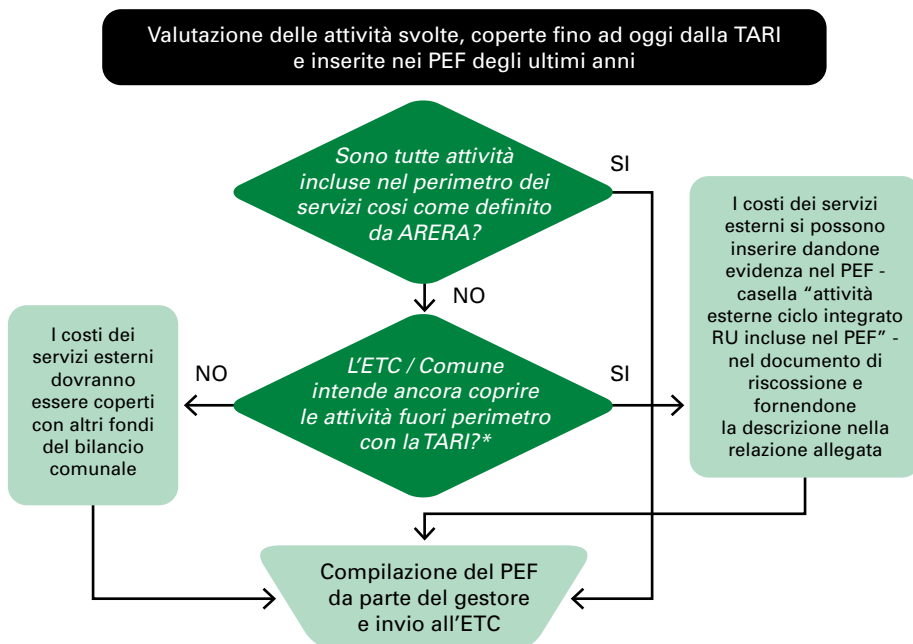 Valutazione delle attività svolte, coperte fino ad oggi dalla TARI
e inserite nei PEF degli ultimi anni
Sono tutte attività
incluse nel perimetro dei
servizi cosi come definito
da ARERA?
SI
NO
I costi dei servizi
esterni si possono
inserire dandone
evidenza nel PEF -
casella “attività
esterne ciclo integrato
RU incluse nel PEF” -
nel documento di
riscossione e
fornendone
la descrizione nella
relazione allegata
I costi dei
servizi esterni
dovranno
essere coperti
con altri fondi
del bilancio
comunale
NO
L’ETC / Comune
intende ancora coprire
le attività fuori perimetro
con la TARI?*
SI
Compilazione del PEF
da parte del gestore
e invio all’ETC